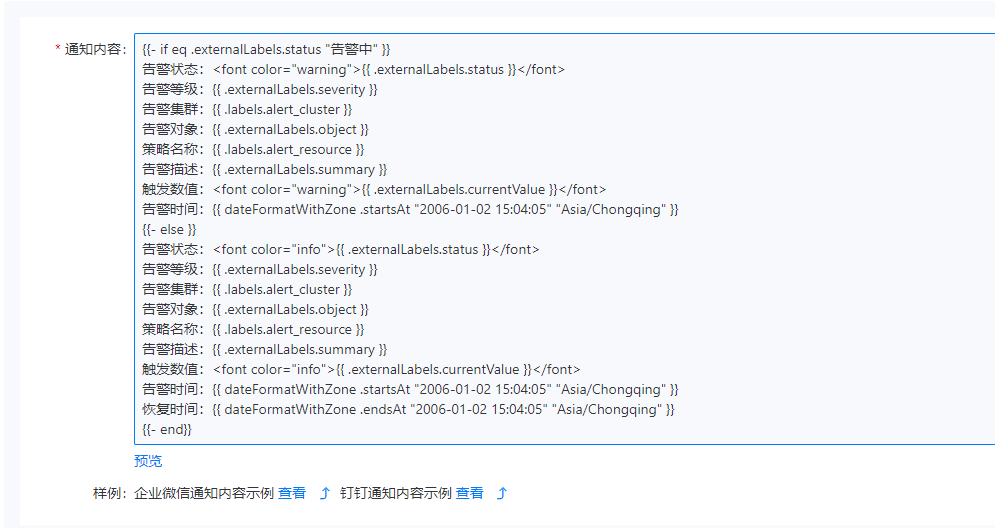 * 通知内容： {{- if eq .externalLabels.status "告警中" }}
告警状态：<font color="warning">{{ .externalLabels.status }}</font>
告警等级：{{ .externalLabels.severity }}
告警集群：{{ .labels.alert_cluster }}
告警对象：{{ .externalLabels.object }}
策略名称：{{ .labels.alert_resource }}
告警描述：{{ .externalLabels.summary }}
触发数值：<font color="warning">{{ .externalLabels.currentValue }}</font>
告警时间：{{ dateFormatWithZone .startsAt "2006-01-02 15:04:05" "Asia/Chongqing" }}
{{- else }}
告警状态：<font color="info">{{ .externalLabels.status }}</font>
告警等级：{{ .externalLabels.severity }}
告警集群：{{ .labels.alert_cluster }}
告警对象：{{ .externalLabels.object }}
策略名称：{{ .labels.alert_resource }}
告警描述：{{ .externalLabels.summary }}
触发数值：<font color="info">{{ .externalLabels.currentValue }}</font>
告警时间：{{ dateFormatWithZone .startsAt "2006-01-02 15:04:05" "Asia/Chongqing" }}
恢复时间：{{ dateFormatWithZone .endsAt "2006-01-02 15:04:05" "Asia/Chongqing" }}
{{- end}}
预览
样例：企业微信通知内容示例 查看 钉钉通知内容示例 查看